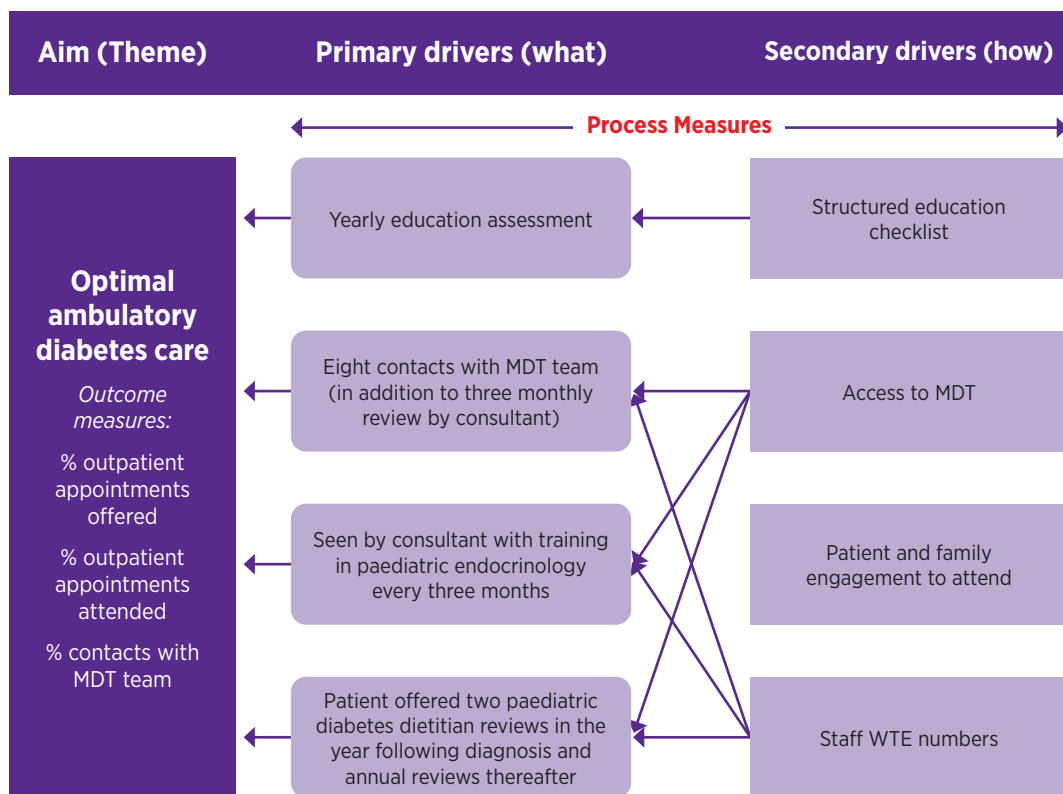 Aim (Theme)
Primary drivers (what)
Secondary drivers (how)
Process Measures
Optimal
ambulatory
diabetes care
Outcome
measures:
% outpatient
appointments
offered
% outpatient
appointments
attended
% contacts with
MDT team
Yearly education assessment
Structured education
checklist
Eight contacts with MDT team
(in addition to three monthly
review by consultant)
Access to MDT
Seen by consultant with training
in paediatric endocrinology
every three months
Patient and family
engagement to attend
Patient offered two paediatric
diabetes dietitian reviews in the
year following diagnosis and
annual reviews thereafter
Staff WTE numbers